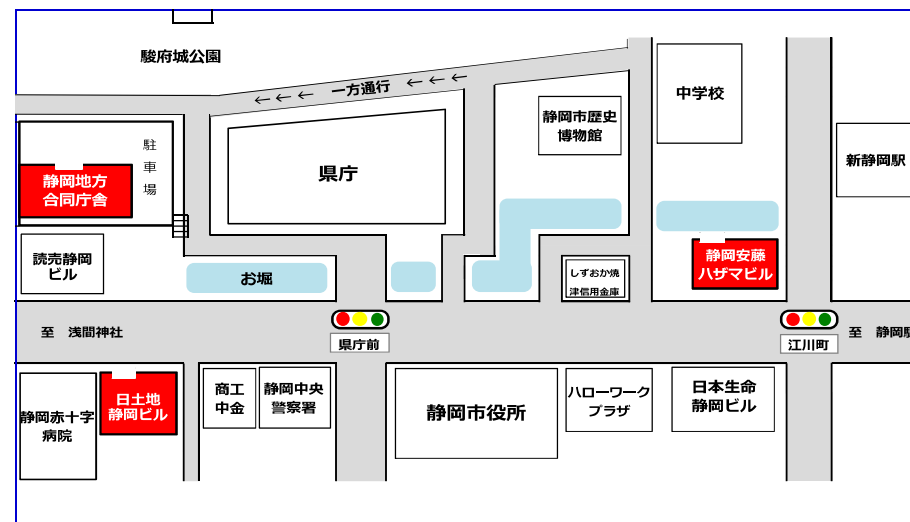 駿府城公園
← ← ← 一方通行 ← ← ←
中学校
静岡市歴史
博物館
駐
車
場
県庁
新静岡駅
静岡地方
合同庁舎
読売静岡
ビル
お堀
しずおか焼
津信用金庫
静岡安藤
ハザマビル
至 浅間神社
県庁前
江川町
至 静岡駅
静岡赤十字
病院
日土地
静岡ビル
商工
中金
静岡中央
警察署
静岡市役所
ハローワーク
プラザ
日本生命
静岡ビル